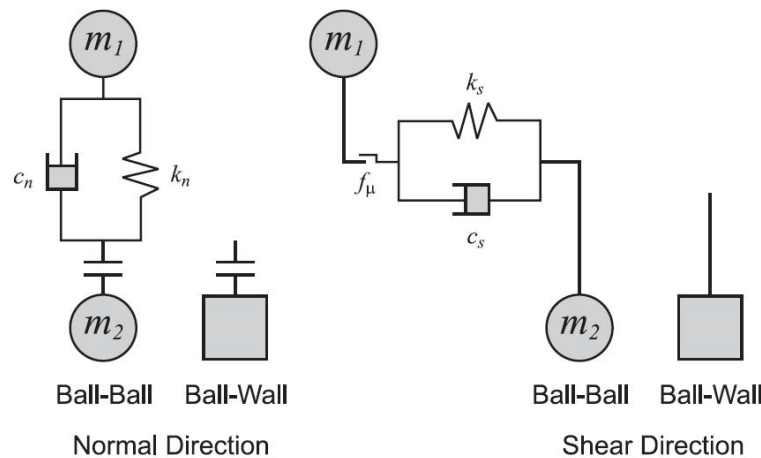 m1
m1
ks
cn
kn
fμ
cs
m2
m2
Ball-Ball
Ball-Wall
Ball-Ball
Ball-Wall
Normal Direction
Shear Direction